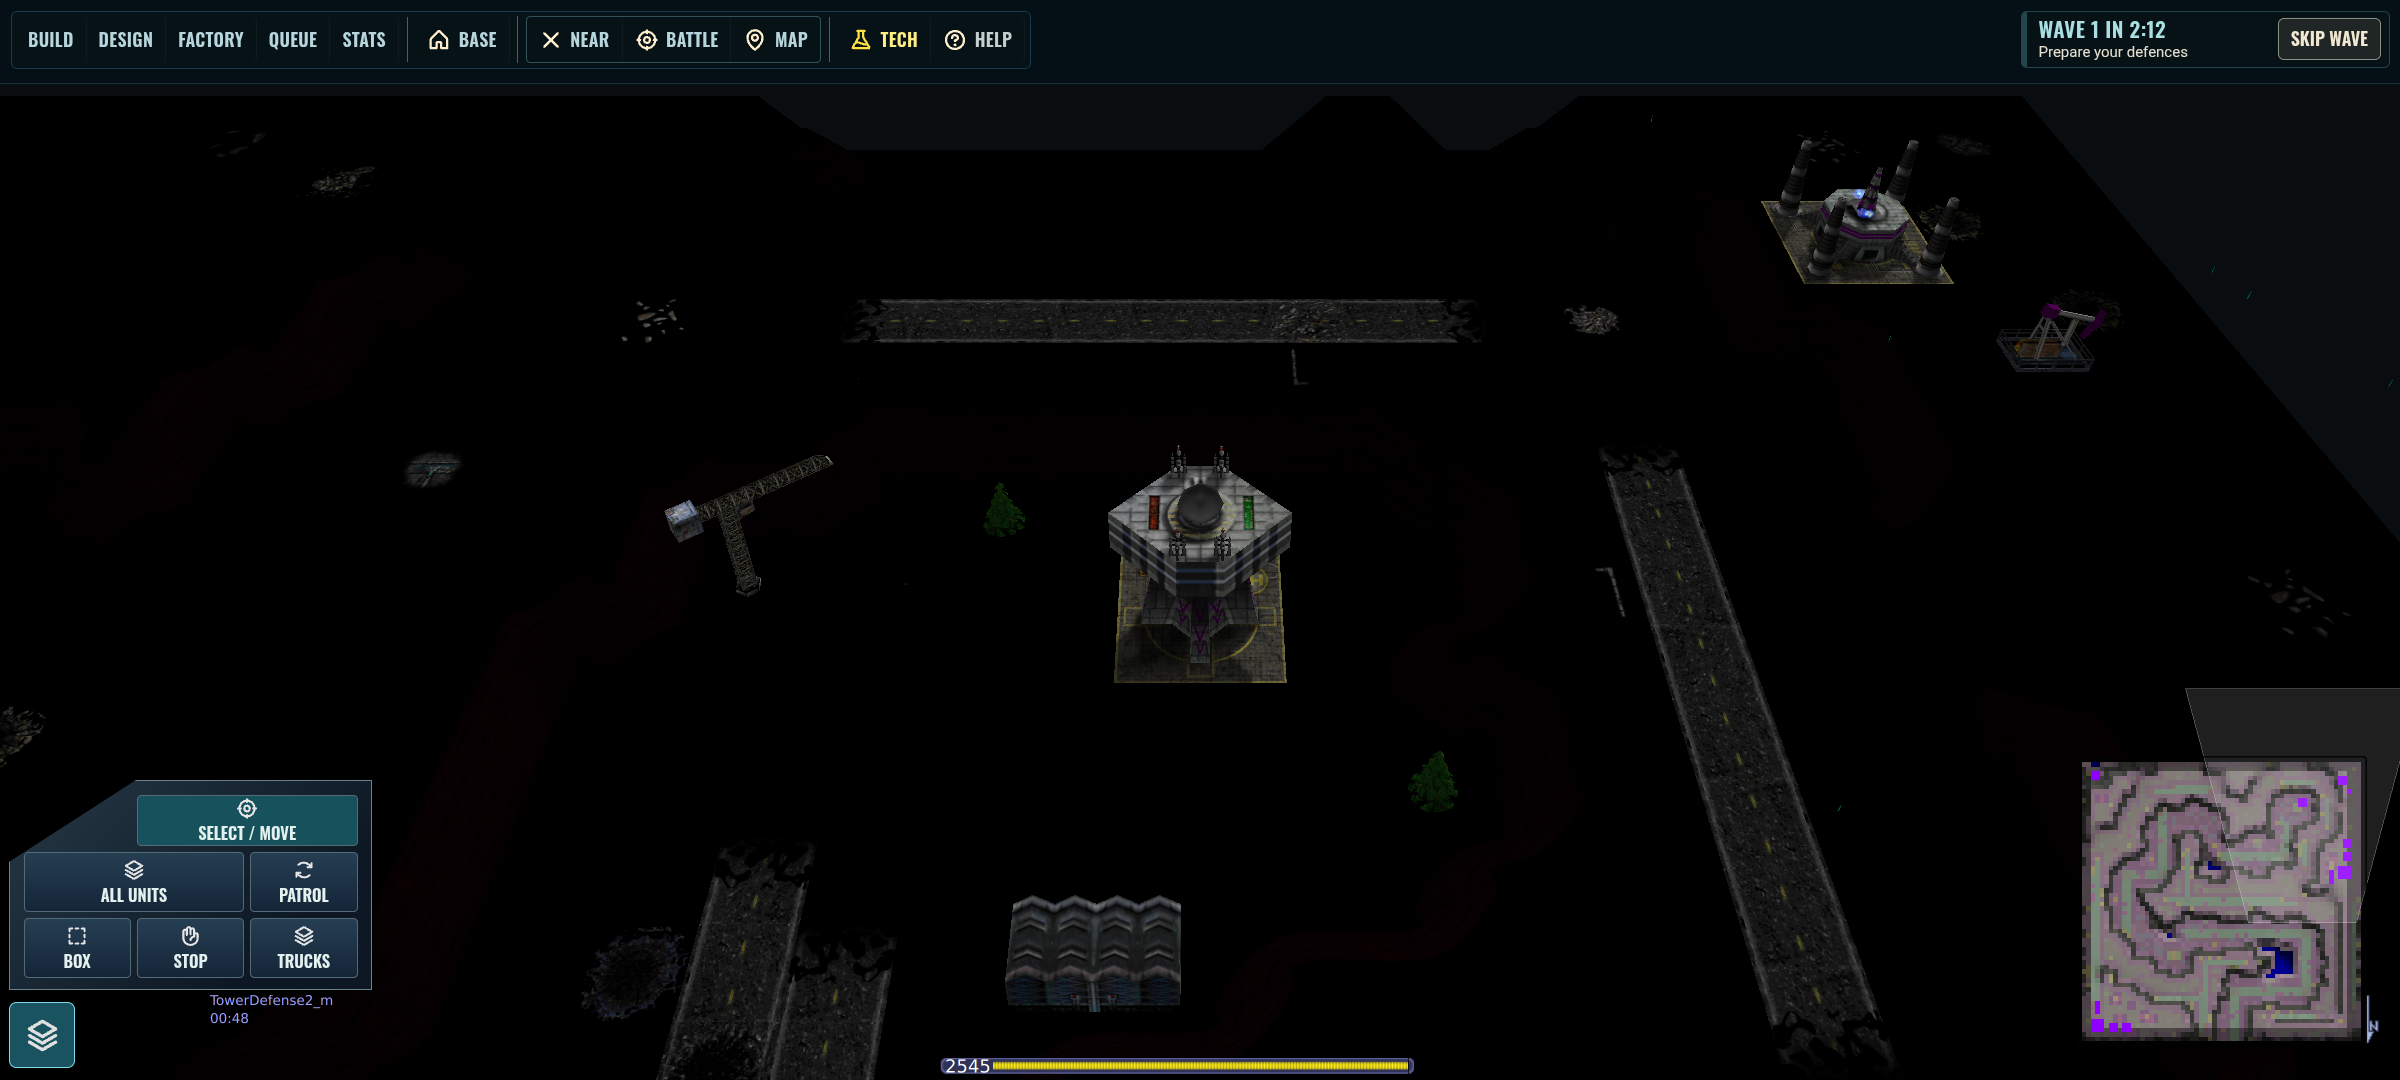 BUILD DESIGN FACTORY QUEUE STATS BASE NEAR BATTLE MAP TECH HELP
WAVE 1 IN 2:12
Prepare your defences
SKIP WAVE
SELECT / MOVE
ALL UNITS
PATROL
BOX
STOP
TRUCKS
TowerDefense2_m
00:48
2545
N